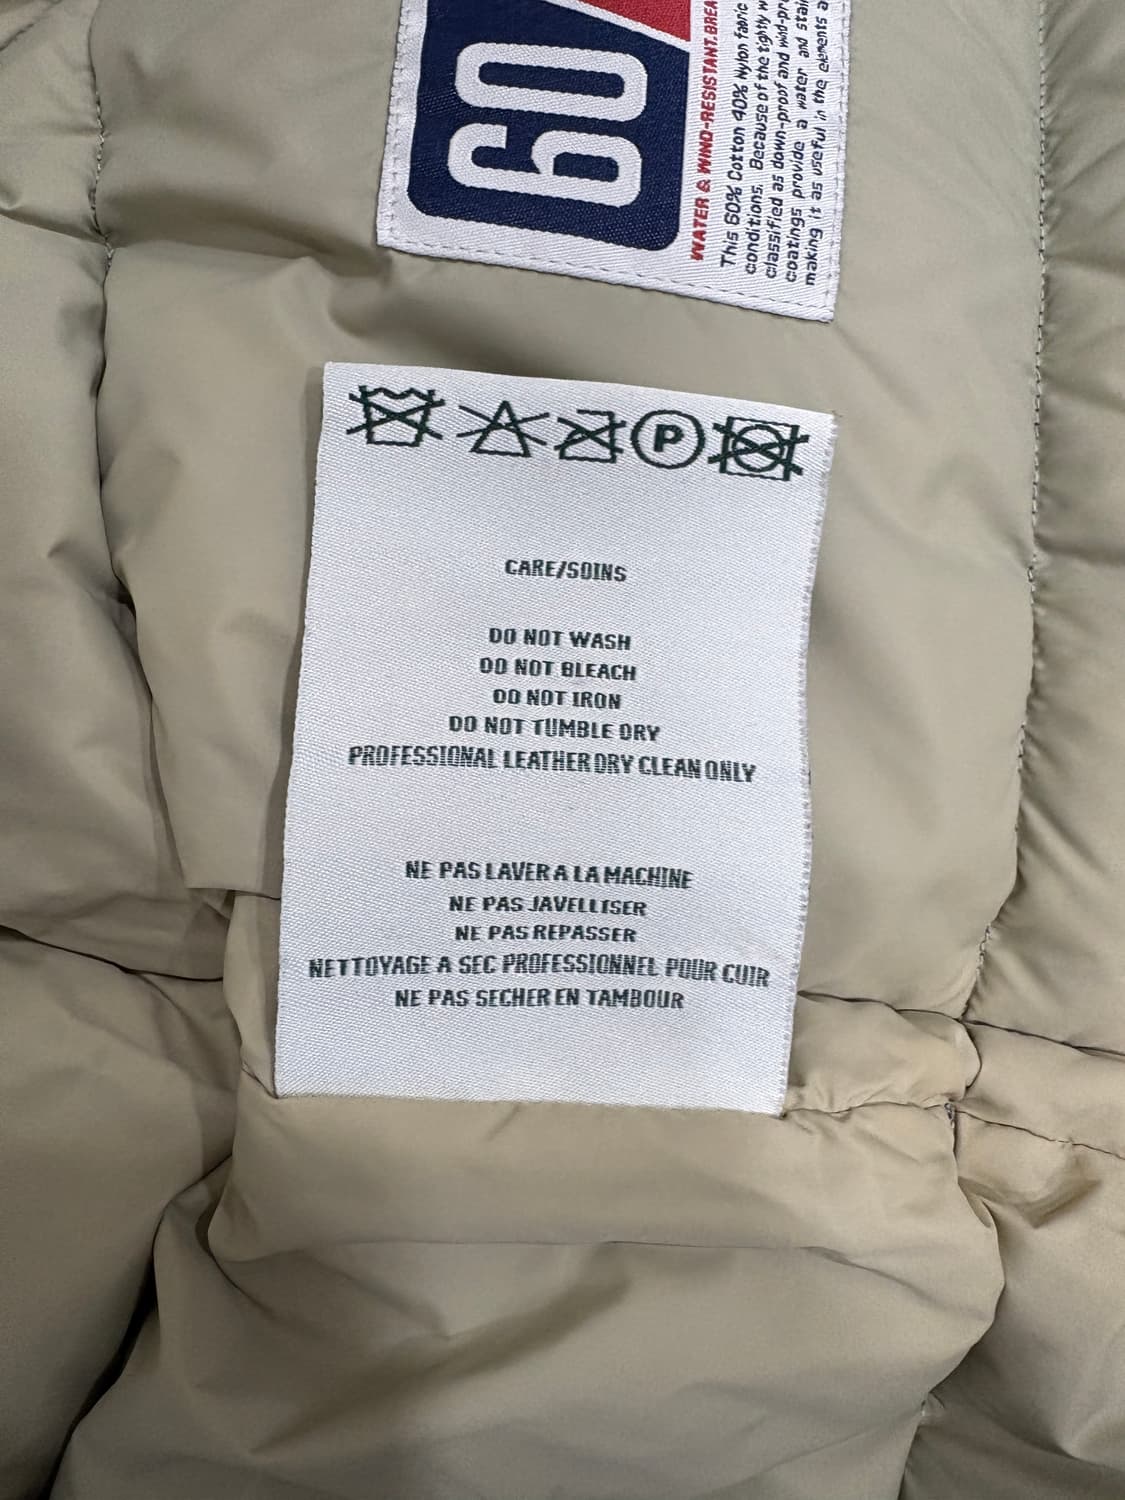 60/
WATER & WIND-RESISTANT.BREA
This 60% Cotton 40% Nylon fabric
conditions. Because of the tightly w
classified as down-proof and wid-pr
coatings provide a water and stai
making it as useful in the elements a
P
CARE/SOINS
DO NOT WASH
DO NOT BLEACH
DO NOT IRON
DO NOT TUMBLE DRY
PROFESSIONAL LEATHER DRY CLEAN ONLY
NE PAS LAVER A LA MACHINE
NE PAS JAVELLISER
NE PAS REPASSER
NETTOYAGE A SEC PROFESSIONNEL POUR CUIR
NE PAS SECHER EN TAMBOUR